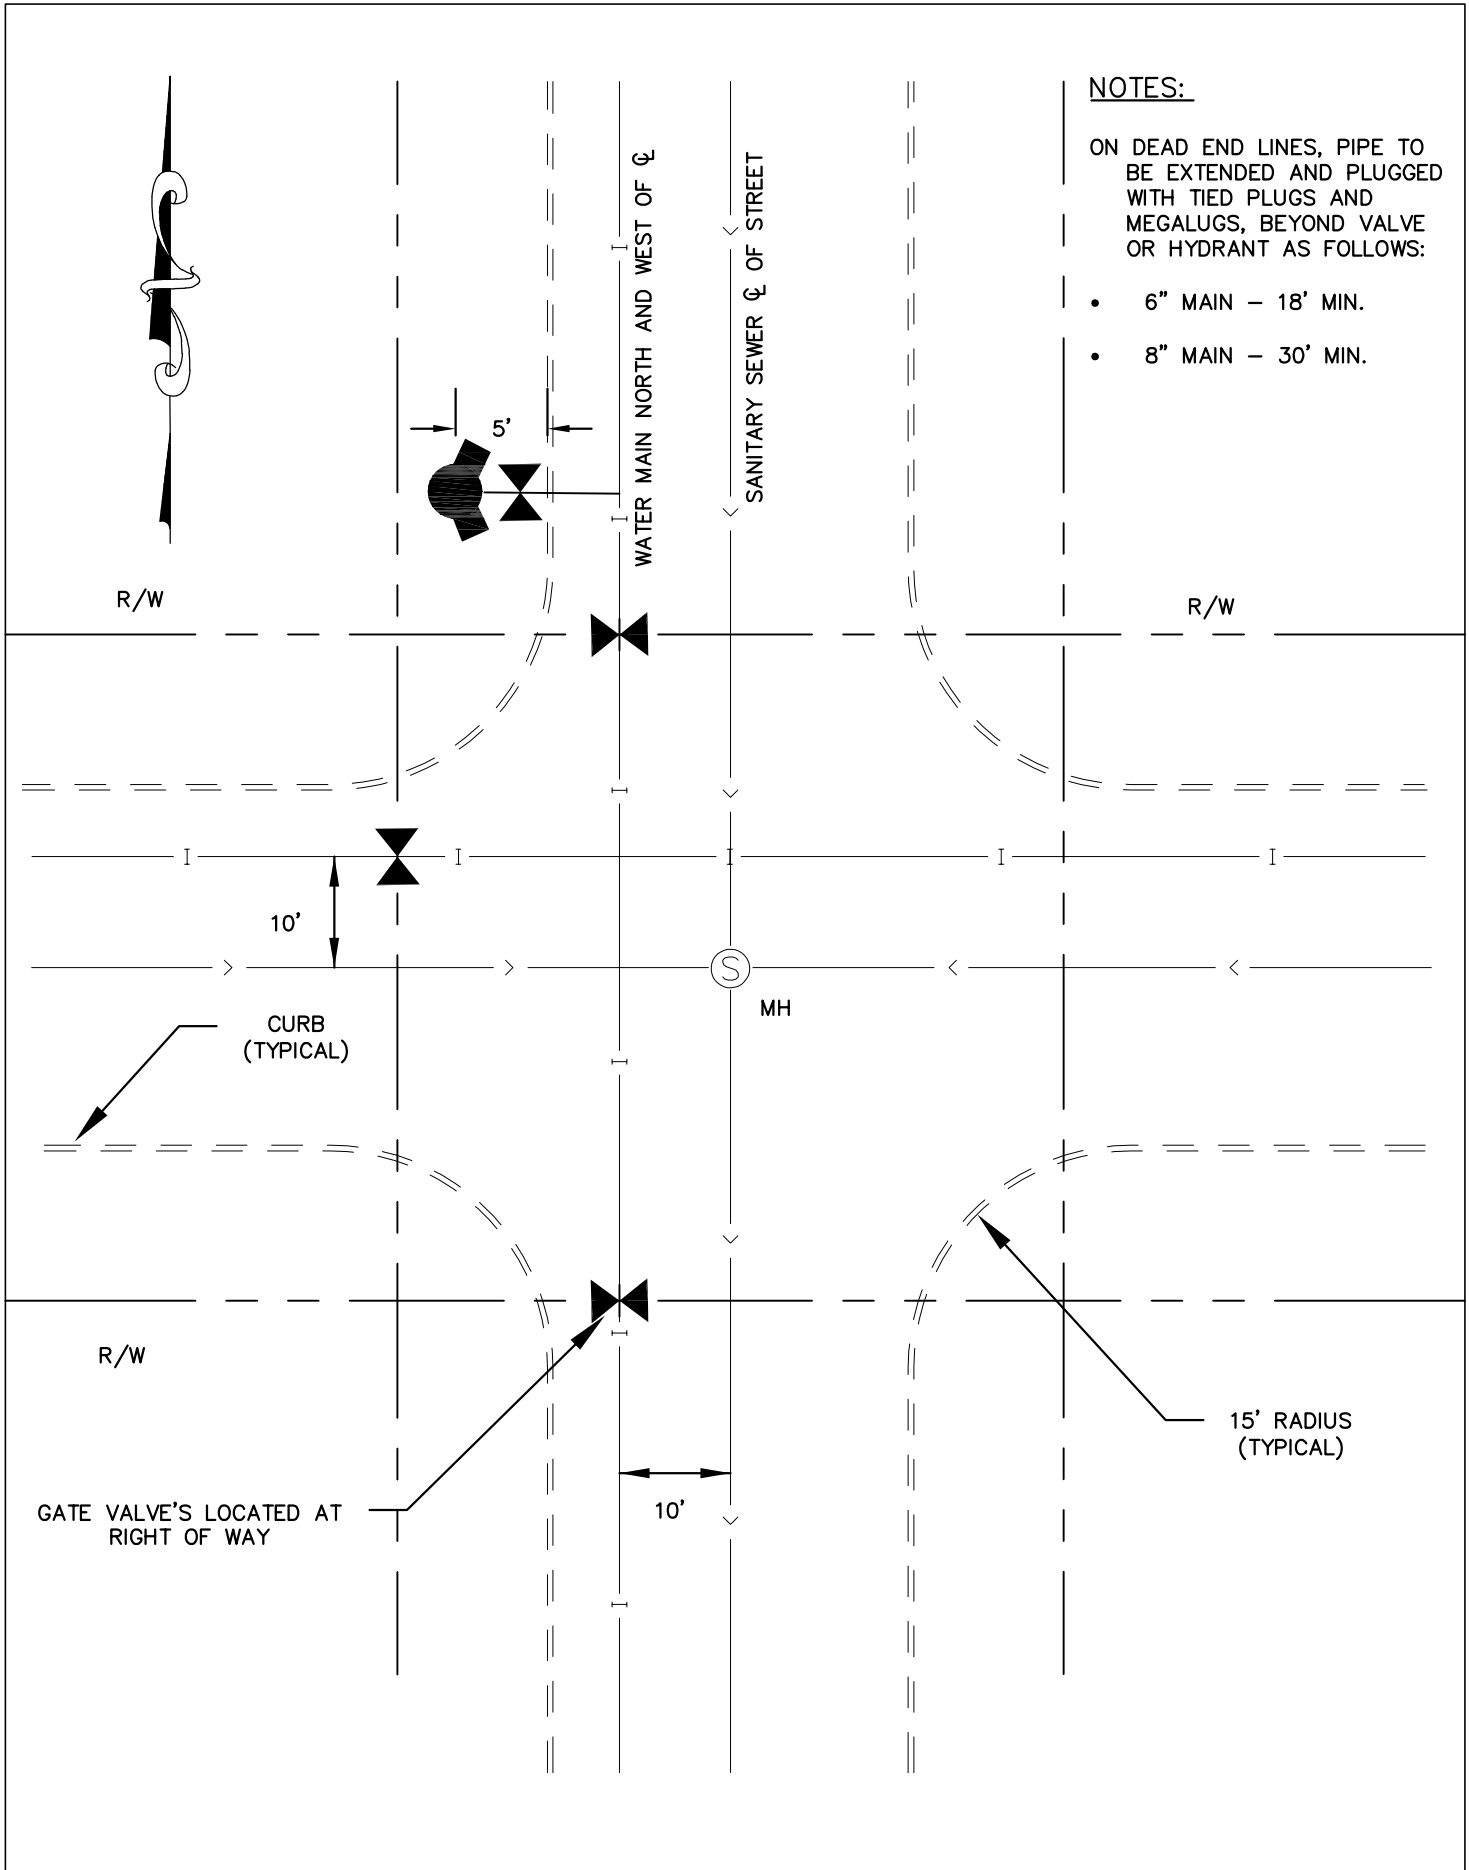 NOTES:
ON DEAD END LINES, PIPE TO
BE EXTENDED AND PLUGGED
WITH TIED PLUGS AND
MEGALUGS, BEYOND VALVE
OR HYDRANT AS FOLLOWS:
• 6" MAIN – 18' MIN.
• 8" MAIN – 30' MIN.
WATER MAIN NORTH AND WEST OF ℄
SANITARY SEWER ℄ OF STREET
5'
R/W
R/W
10'
S
MH
CURB
(TYPICAL)
R/W
15' RADIUS
(TYPICAL)
GATE VALVE'S LOCATED AT
RIGHT OF WAY
10'